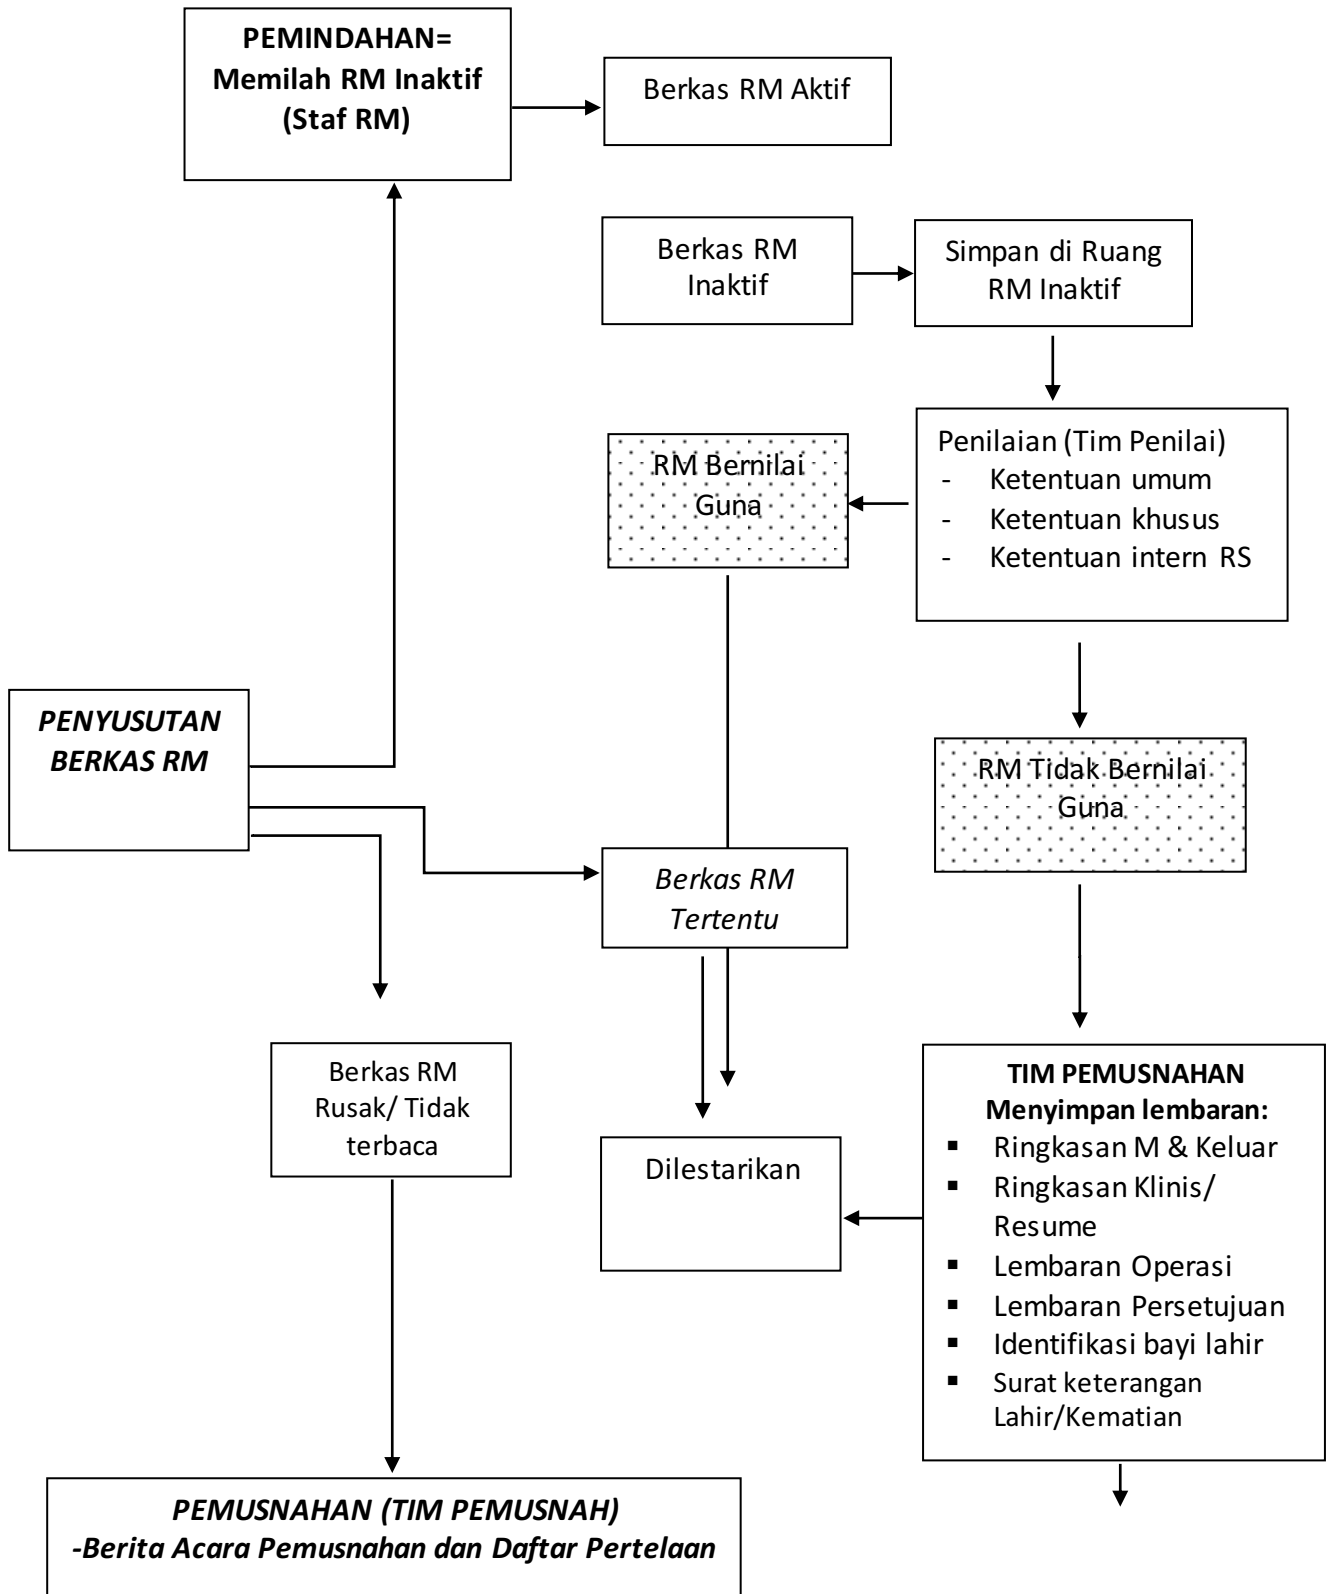 PEMINDAHAN=
Memilah RM Inaktif
(Staf RM)
Berkas RM Aktif
Berkas RM
Inaktif
Simpan di Ruang
RM Inaktif
Penilaian (Tim Penilai)
- Ketentuan umum
- Ketentuan khusus
- Ketentuan intern RS
RM Bernilai
Guna
PENYUSUTAN
BERKAS RM
RM Tidak Bernilai
Guna
Berkas RM
Tertentu
Berkas RM
Rusak/ Tidak
terbaca
Dilestarikan
TIM PEMUSNAHAN
Menyimpan lembaran:
▪ Ringkasan M & Keluar
▪ Ringkasan Klinis/
Resume
▪ Lembaran Operasi
▪ Lembaran Persetujuan
▪ Identifikasi bayi lahir
▪ Surat keterangan
Lahir/Kematian
PEMUSNAHAN (TIM PEMUSNAH)
-Berita Acara Pemusnahan dan Daftar Pertelaan